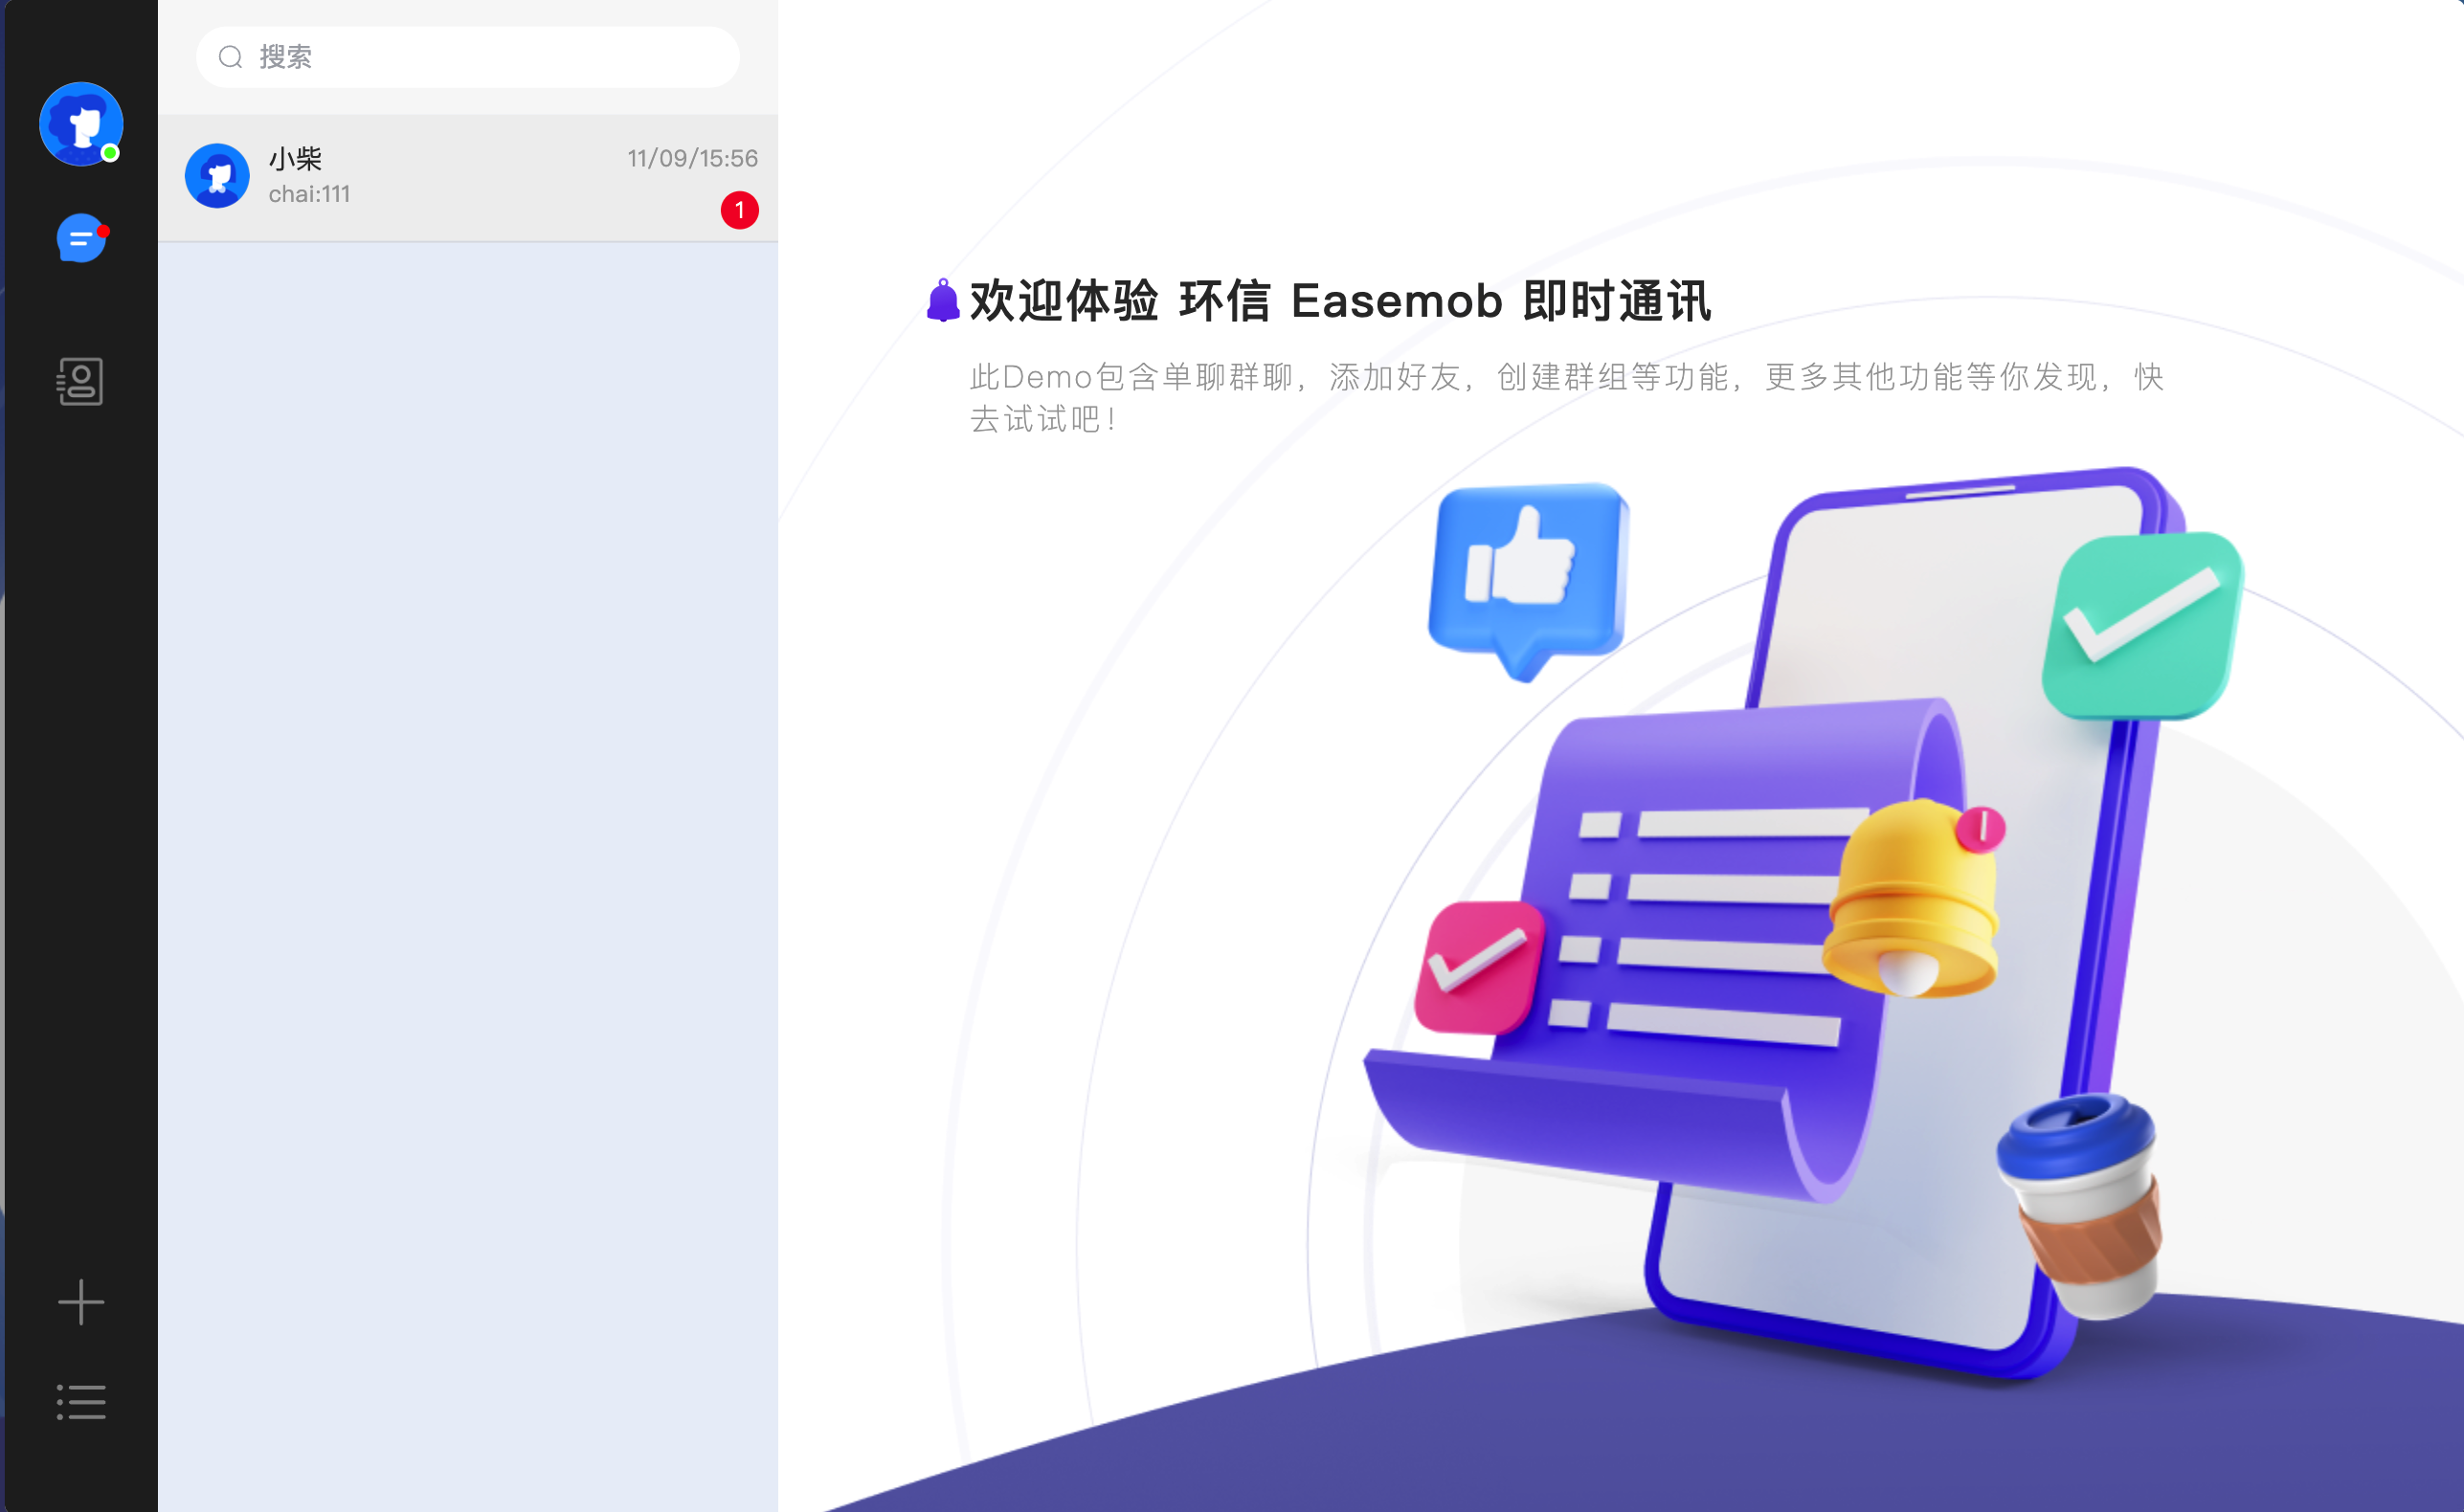 搜索
小柴
11/09/15:56
chai:111
1
欢迎体验 环信 Easemob 即时通讯
此Demo包含单聊群聊，添加好友，创建群组等功能，更多其他功能等你发现，快
去试试吧！